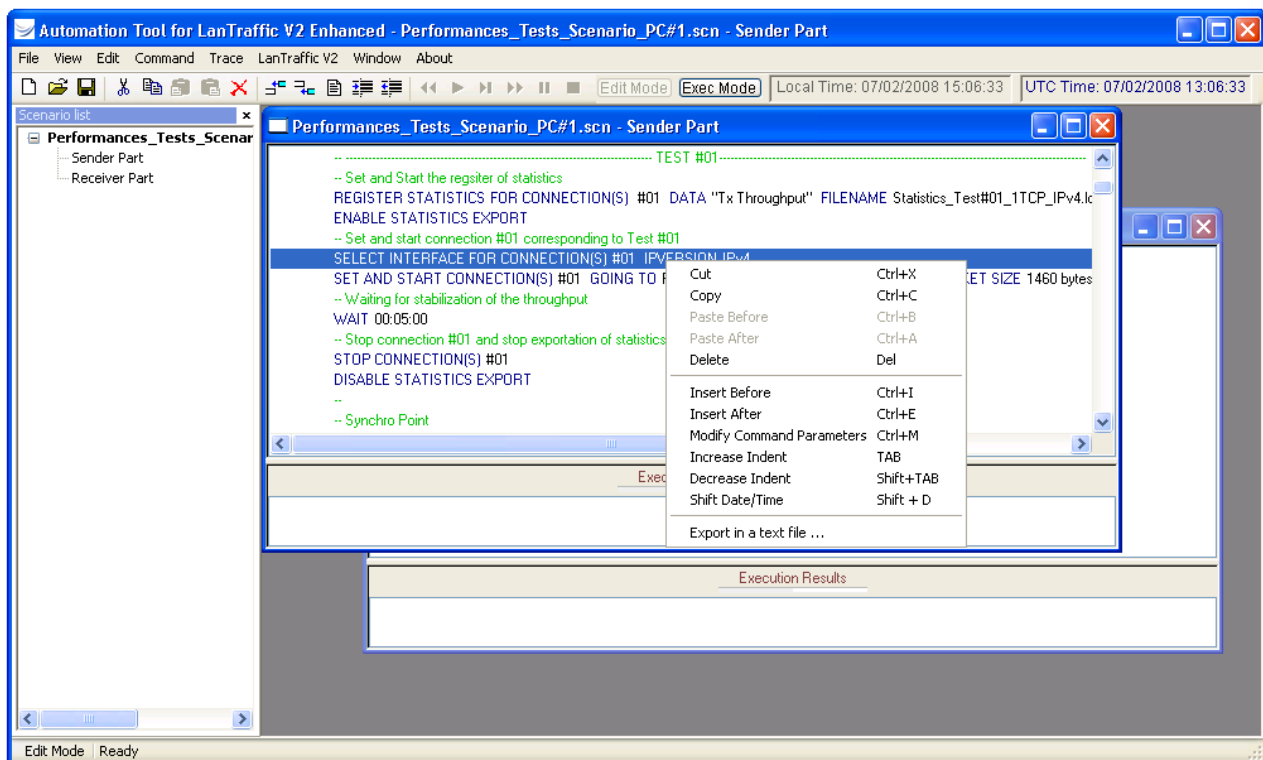 Automation Tool for LanTraffic V2 Enhanced - Performances_Tests_Scenario_PC#1.scn - Sender Part
File View Edit Command Trace LanTraffic V2 Window About
Edit Mode Exec Mode Local Time: 07/02/2008 15:06:33 UTC Time: 07/02/2008 13:06:33
Scenario list
Performances_Tests_Scenar
Sender Part
Receiver Part
Performances_Tests_Scenario_PC#1.scn - Sender Part
-- ---------------------------------------- TEST #01----------------------------------------
-- Set and Start the regsiter of statistics
REGISTER STATISTICS FOR CONNECTION(S) #01 DATA "Tx Throughput" FILENAME Statistics_Test#01_1TCP_IPv4.lc
ENABLE STATISTICS EXPORT
-- Set and start connection #01 corresponding to Test #01
SELECT INTERFACE FOR CONNECTION(S) #01 IPVERSION IPv4
SET AND START CONNECTION(S) #01 GOING TO KET SIZE 1460 bytes
-- Waiting for stabilization of the throughput
WAIT 00:05:00
-- Stop connection #01 and stop exportation of statistics
STOP CONNECTION(S) #01
DISABLE STATISTICS EXPORT
--
-- Synchro Point
Exec
Cut Ctrl+X
Copy Ctrl+C
Paste Before Ctrl+B
Paste After Ctrl+A
Delete Del
Insert Before Ctrl+I
Insert After Ctrl+E
Modify Command Parameters Ctrl+M
Increase Indent TAB
Decrease Indent Shift+TAB
Shift Date/Time Shift + D
Export in a text file ...
Execution Results
Edit Mode Ready